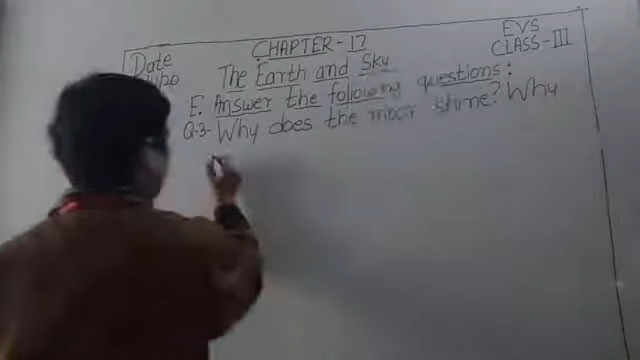 CHAPTER-17
EVS
Date
The Earth and Sky
CLASS-III
E. Answer the following questions:
Q-3- Why does the moon shine? Why